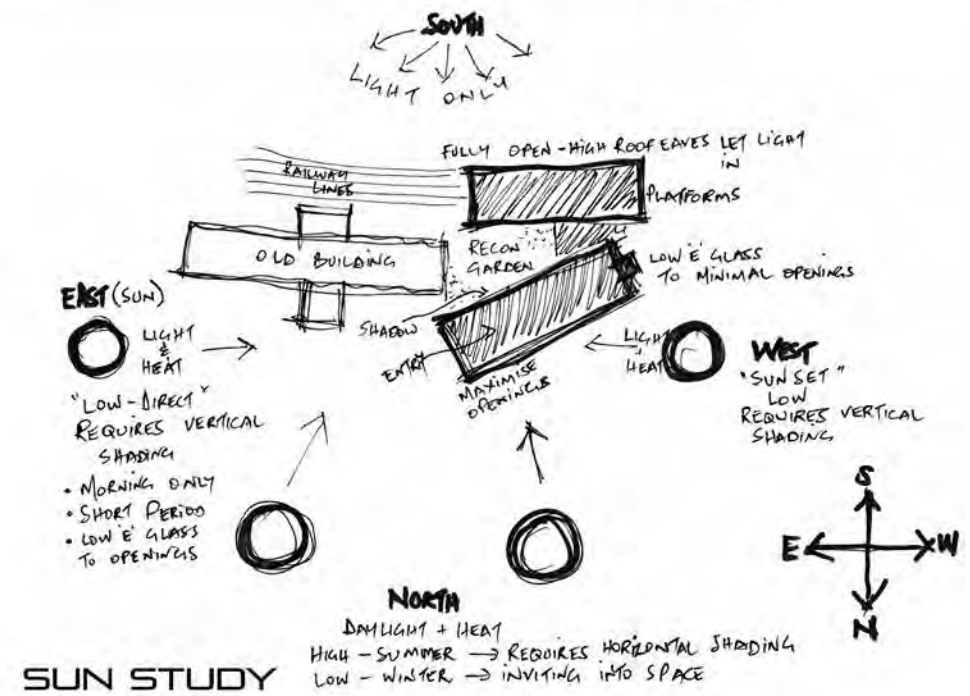 SOUTH
LIGHT ONLY
FULLY OPEN - HIGH ROOF EAVES LET LIGHT
IN
PLATFORMS
RAILWAY
LINES
OLD BUILDING
RECON
GARDEN
LOW 'E' GLASS
TO MINIMAL OPENINGS
SHADOW
ENTRY
MAXIMISE
OPENINGS
EAST (SUN)
LIGHT
&
HEAT
"LOW - DIRECT"
REQUIRES VERTICAL
SHADING
• MORNING ONLY
• SHORT PERIOD
• LOW 'E' GLASS
TO OPENINGS
LIGHT
+
HEAT
WEST
"SUNSET"
LOW
REQUIRES VERTICAL
SHADING
S
E W
N
NORTH
DAYLIGHT + HEAT
HIGH - SUMMER → REQUIRES HORIZONTAL SHADING
LOW - WINTER → INVITING INTO SPACE
SUN STUDY